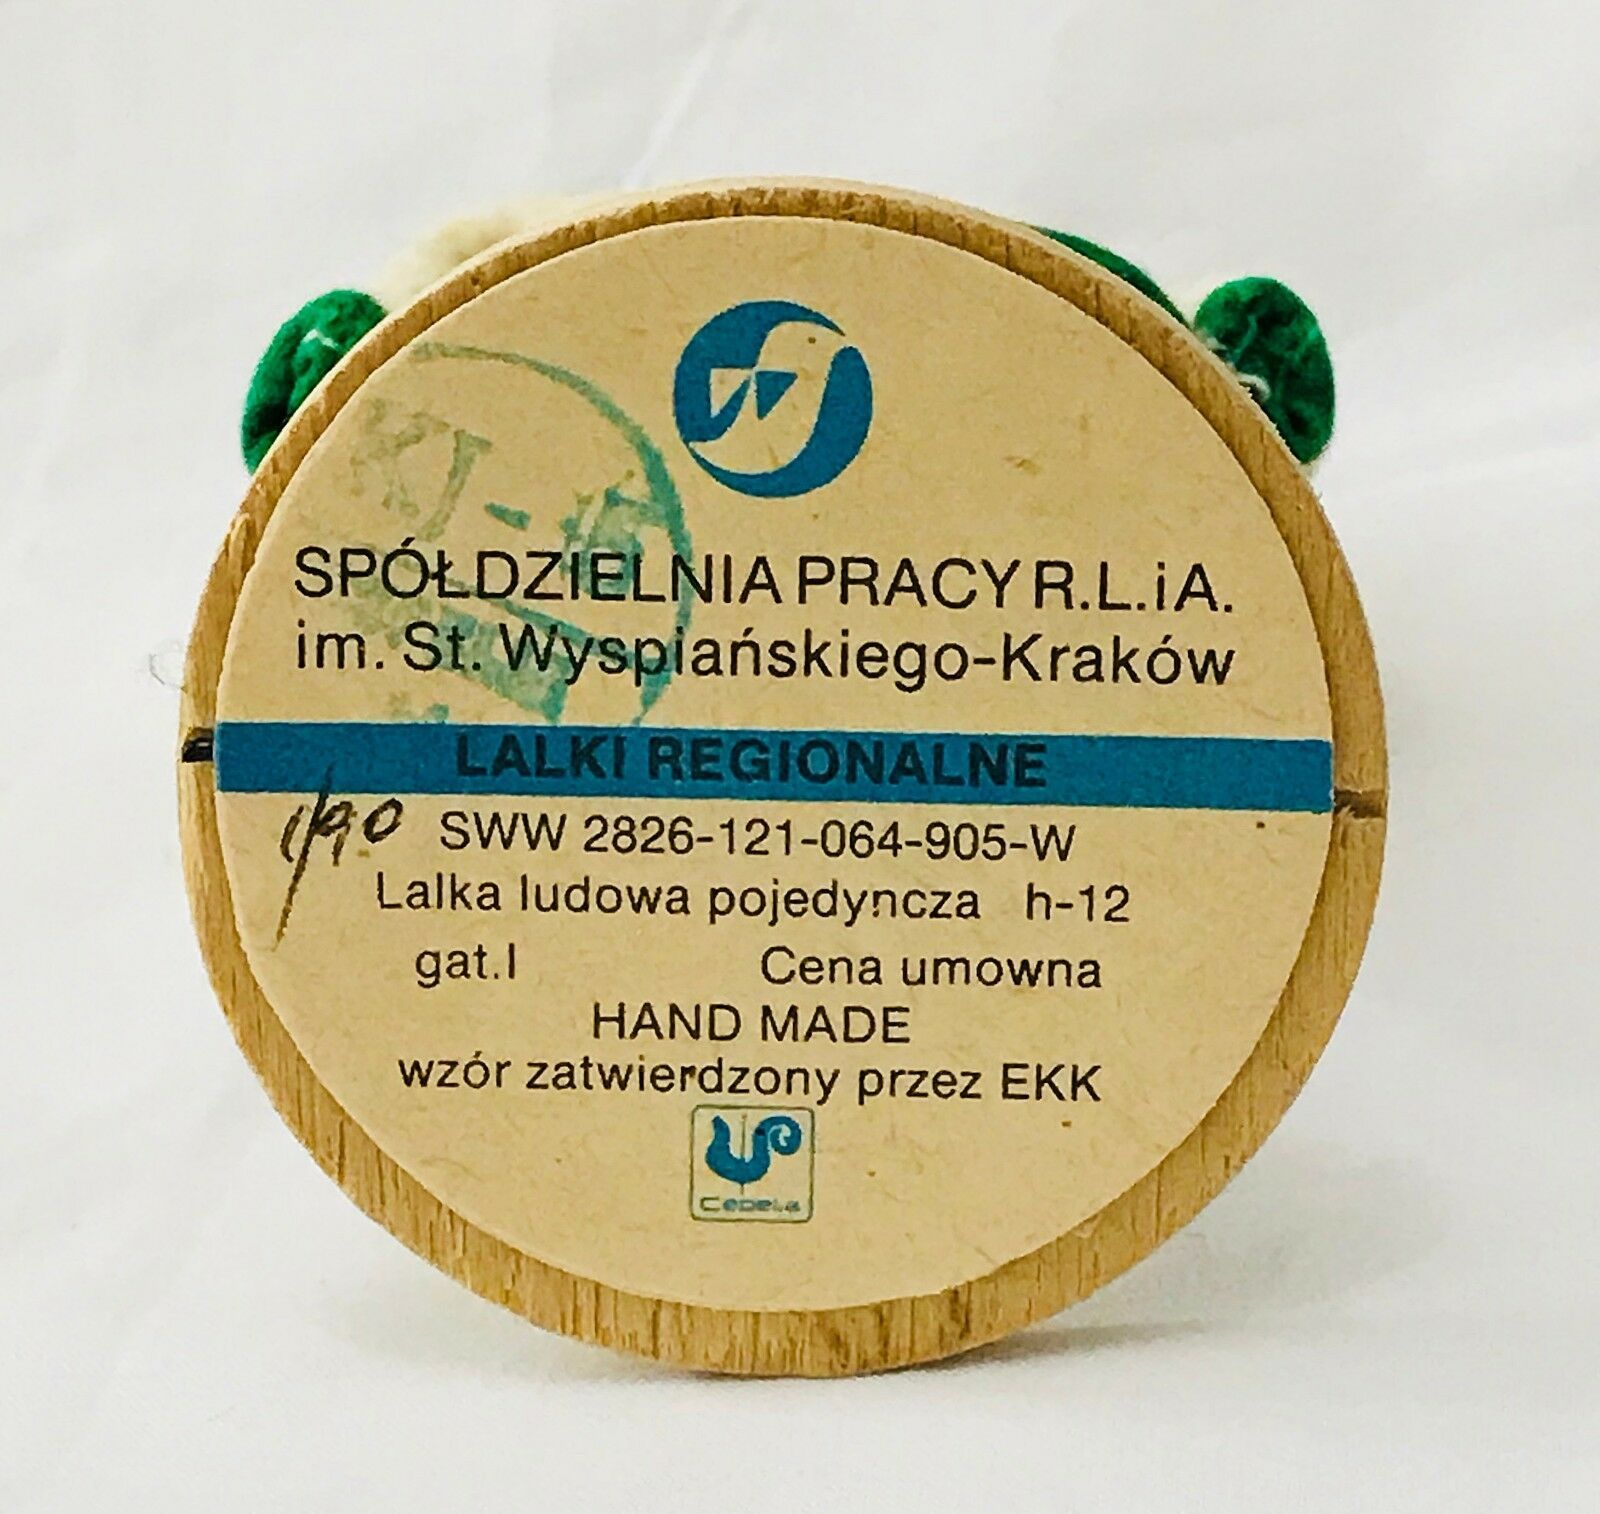 SPÓŁDZIELNIA PRACY R.L.iA.
im. St. Wyspiańskiego-Kraków
LALKI REGIONALNE
1/90
SWW 2826-121-064-905-W
Lalka ludowa pojedyncza h-12
gat.I Cena umowna
HAND MADE
wzór zatwierdzony przez EKK
CEPELIA